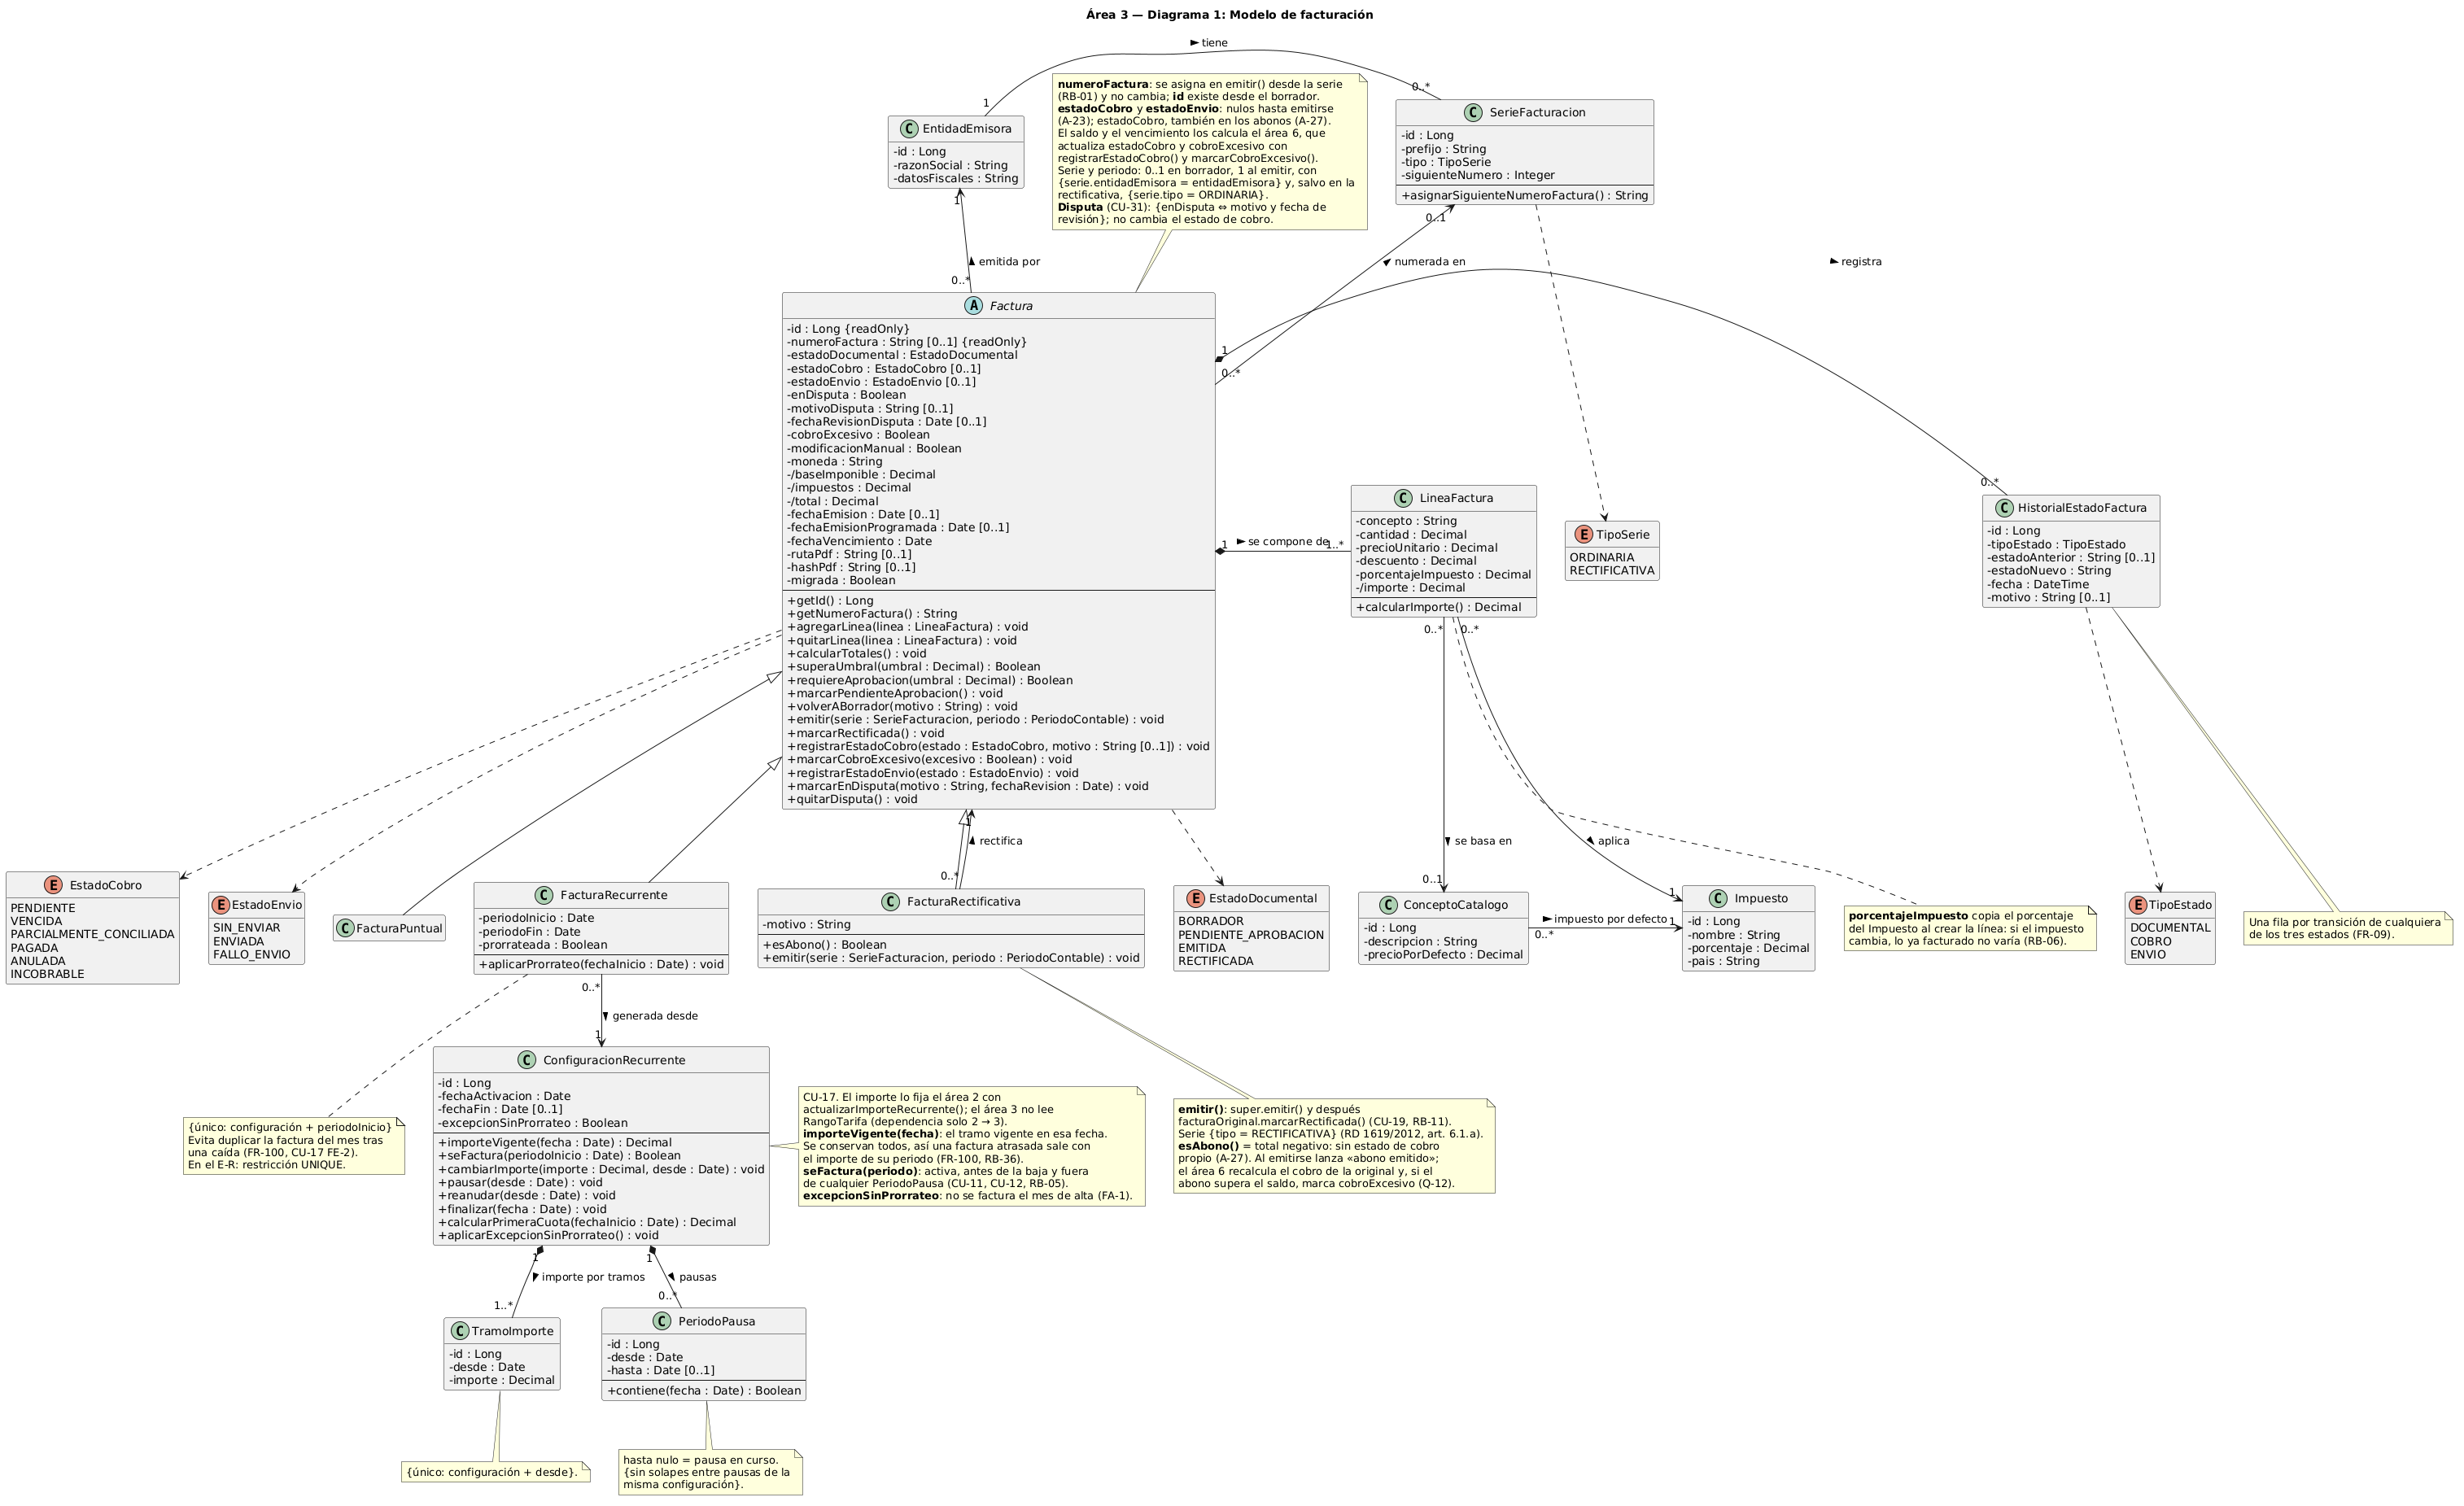 Área 3 — Diagrama 1: Modelo de facturación
tiene
1
0..*
EntidadEmisora
-id : Long
-razonSocial : String
-datosFiscales : String
numeroFactura: se asigna en emitir() desde la serie
(RB-01) y no cambia; id existe desde el borrador.
estadoCobro y estadoEnvio: nulos hasta emitirse
(A-23); estadoCobro, también en los abonos (A-27).
El saldo y el vencimiento los calcula el área 6, que
actualiza estadoCobro y cobroExcesivo con
registrarEstadoCobro() y marcarCobroExcesivo().
Serie y periodo: 0..1 en borrador, 1 al emitir, con
{serie.entidadEmisora = entidadEmisora} y, salvo en la
rectificativa, {serie.tipo = ORDINARIA}.
Disputa (CU-31): {enDisputa ⇔ motivo y fecha de
revisión}; no cambia el estado de cobro.
SerieFacturacion
-id : Long
-prefijo : String
-tipo : TipoSerie
-siguienteNumero : Integer
+asignarSiguienteNumeroFactura() : String
1
0..1
emitida por
numerada en
registra
0..*
Factura
-id : Long {readOnly}
-numeroFactura : String [0..1] {readOnly}
-estadoDocumental : EstadoDocumental
-estadoCobro : EstadoCobro [0..1]
-estadoEnvio : EstadoEnvio [0..1]
-enDisputa : Boolean
-motivoDisputa : String [0..1]
-fechaRevisionDisputa : Date [0..1]
-cobroExcesivo : Boolean
-modificacionManual : Boolean
-moneda : String
-/baseImponible : Decimal
-/impuestos : Decimal
-/total : Decimal
-fechaEmision : Date [0..1]
-fechaEmisionProgramada : Date [0..1]
-fechaVencimiento : Date
-rutaPdf : String [0..1]
-hashPdf : String [0..1]
-migrada : Boolean
+getId() : Long
+getNumeroFactura() : String
+agregarLinea(linea : LineaFactura) : void
+quitarLinea(linea : LineaFactura) : void
+calcularTotales() : void
+superaUmbral(umbral : Decimal) : Boolean
+requiereAprobacion(umbral : Decimal) : Boolean
+marcarPendienteAprobacion() : void
+volverABorrador(motivo : String) : void
+emitir(serie : SerieFacturacion, periodo : PeriodoContable) : void
+marcarRectificada() : void
+registrarEstadoCobro(estado : EstadoCobro, motivo : String [0..1]) : void
+marcarCobroExcesivo(excesivo : Boolean) : void
+registrarEstadoEnvio(estado : EstadoEnvio) : void
+marcarEnDisputa(motivo : String, fechaRevision : Date) : void
+quitarDisputa() : void
1
0..*
1
se compone de
1..*
LineaFactura
-concepto : String
-cantidad : Decimal
-precioUnitario : Decimal
-descuento : Decimal
-porcentajeImpuesto : Decimal
-/importe : Decimal
+calcularImporte() : Decimal
TipoSerie
ORDINARIA
RECTIFICATIVA
0..*
HistorialEstadoFactura
-id : Long
-tipoEstado : TipoEstado
-estadoAnterior : String [0..1]
-estadoNuevo : String
-fecha : DateTime
-motivo : String [0..1]
0..*
0..*
1
rectifica
0..*
se basa en
aplica
0..1
1
EstadoCobro
PENDIENTE
VENCIDA
PARCIALMENTE_CONCILIADA
PAGADA
ANULADA
INCOBRABLE
EstadoEnvio
SIN_ENVIAR
ENVIADA
FALLO_ENVIO
FacturaPuntual
FacturaRecurrente
-periodoInicio : Date
-periodoFin : Date
-prorrateada : Boolean
+aplicarProrrateo(fechaInicio : Date) : void
FacturaRectificativa
-motivo : String
+esAbono() : Boolean
+emitir(serie : SerieFacturacion, periodo : PeriodoContable) : void
EstadoDocumental
BORRADOR
PENDIENTE_APROBACION
EMITIDA
RECTIFICADA
ConceptoCatalogo
-id : Long
-descripcion : String
-precioPorDefecto : Decimal
impuesto por defecto
0..*
1
Impuesto
-id : Long
-nombre : String
-porcentaje : Decimal
-pais : String
porcentajeImpuesto copia el porcentaje
del Impuesto al crear la línea: si el impuesto
cambia, lo ya facturado no varía (RB-06).
TipoEstado
DOCUMENTAL
COBRO
ENVIO
Una fila por transición de cualquiera
de los tres estados (FR-09).
0..*
generada desde
1
{único: configuración + periodoInicio}
Evita duplicar la factura del mes tras
una caída (FR-100, CU-17 FE-2).
En el E-R: restricción UNIQUE.
ConfiguracionRecurrente
-id : Long
-fechaActivacion : Date
-fechaFin : Date [0..1]
-excepcionSinProrrateo : Boolean
+importeVigente(fecha : Date) : Decimal
+seFactura(periodoInicio : Date) : Boolean
+cambiarImporte(importe : Decimal, desde : Date) : void
+pausar(desde : Date) : void
+reanudar(desde : Date) : void
+finalizar(fecha : Date) : void
+calcularPrimeraCuota(fechaInicio : Date) : Decimal
+aplicarExcepcionSinProrrateo() : void
CU-17. El importe lo fija el área 2 con
actualizarImporteRecurrente(); el área 3 no lee
RangoTarifa (dependencia solo 2 → 3).
importeVigente(fecha): el tramo vigente en esa fecha.
Se conservan todos, así una factura atrasada sale con
el importe de su periodo (FR-100, RB-36).
seFactura(periodo): activa, antes de la baja y fuera
de cualquier PeriodoPausa (CU-11, CU-12, RB-05).
excepcionSinProrrateo: no se factura el mes de alta (FA-1).
emitir(): super.emitir() y después
facturaOriginal.marcarRectificada() (CU-19, RB-11).
Serie {tipo = RECTIFICATIVA} (RD 1619/2012, art. 6.1.a).
esAbono() = total negativo: sin estado de cobro
propio (A-27). Al emitirse lanza «abono emitido»;
el área 6 recalcula el cobro de la original y, si el
abono supera el saldo, marca cobroExcesivo (Q-12).
1
importe por tramos
1..*
1
pausas
0..*
TramoImporte
-id : Long
-desde : Date
-importe : Decimal
PeriodoPausa
-id : Long
-desde : Date
-hasta : Date [0..1]
+contiene(fecha : Date) : Boolean
{único: configuración + desde}.
hasta nulo = pausa en curso.
{sin solapes entre pausas de la
misma configuración}.